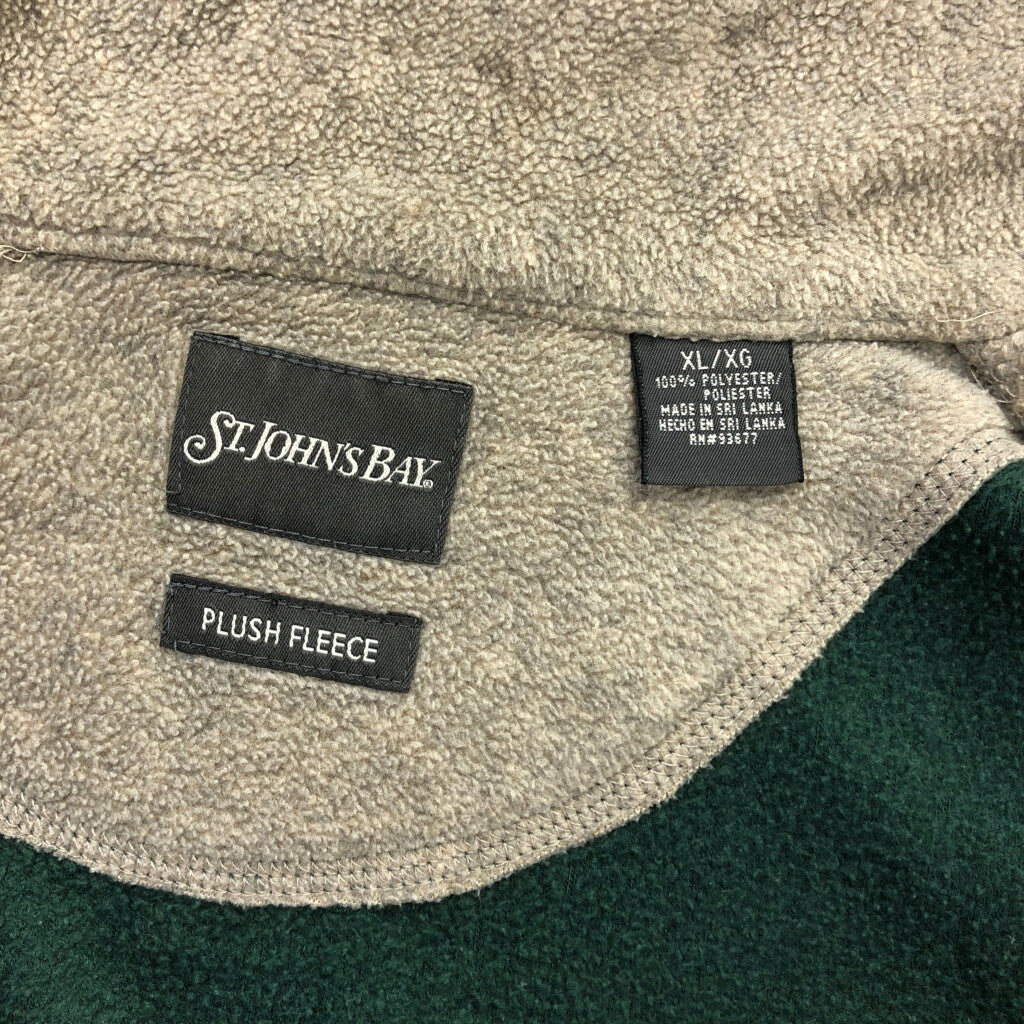 ST. JOHN'S BAY®
PLUSH FLEECE
XL/XG
100% POLYESTER/
POLIESTER
MADE IN SRI LANKA
HECHO EN SRI LANKA
RN#93677